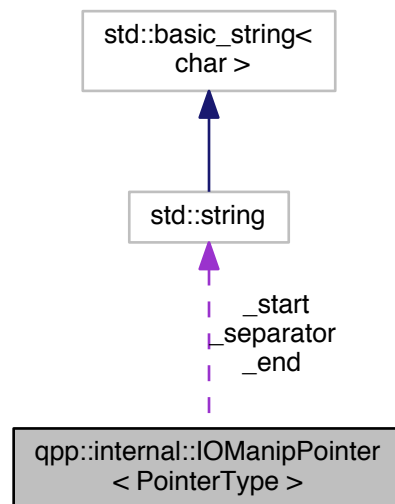 std::basic_string<
char >
std::string
_start
_separator
_end
qpp::internal::IOManipPointer
< PointerType >